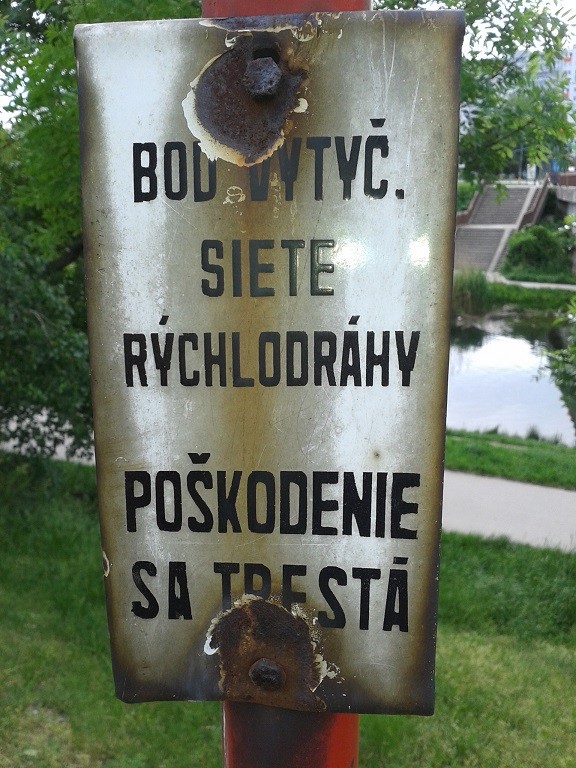 BOD VYTYČ.
SIETE
RÝCHLODRÁHY
POŠKODENIE
SA TRESTÁ